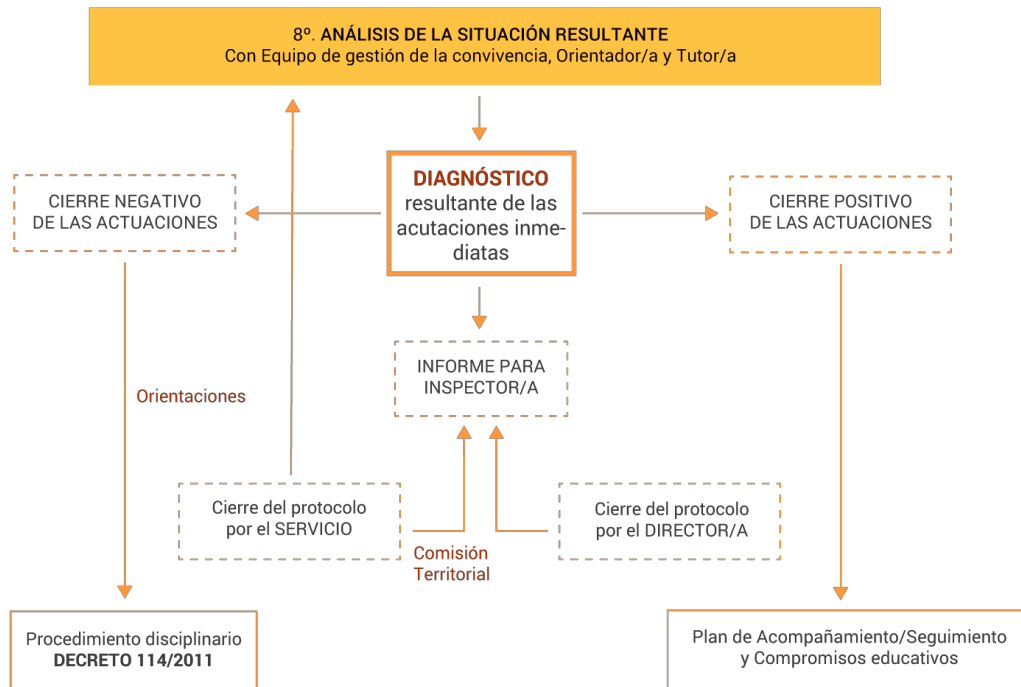 8º. ANÁLISIS DE LA SITUACIÓN RESULTANTE
Con Equipo de gestión de la convivencia, Orientador/a y Tutor/a
DIAGNÓSTICO
resultante de las
acutaciones inme-
diatas
CIERRE NEGATIVO
DE LAS ACTUACIONES
CIERRE POSITIVO
DE LAS ACTUACIONES
INFORME PARA
INSPECTOR/A
Orientaciones
Cierre del protocolo
por el SERVICIO
Cierre del protocolo
por el DIRECTOR/A
Comisión
Territorial
Procedimiento disciplinario
DECRETO 114/2011
Plan de Acompañamiento/Seguimiento
y Compromisos educativos